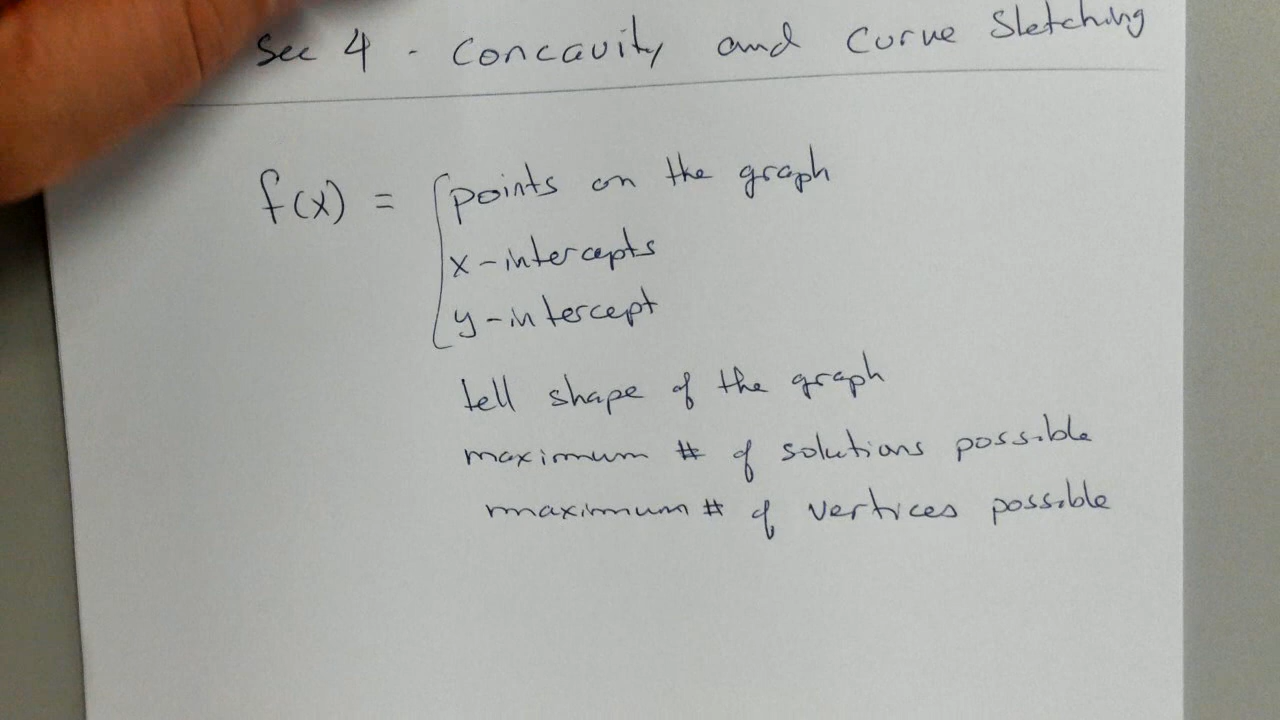 Sec 4 - Concavity and Curve Sketching
f(x) = { points on the graph
x-intercepts
y-intercept
tell shape of the graph
maximum # of solutions possible
maximum # of vertices possible